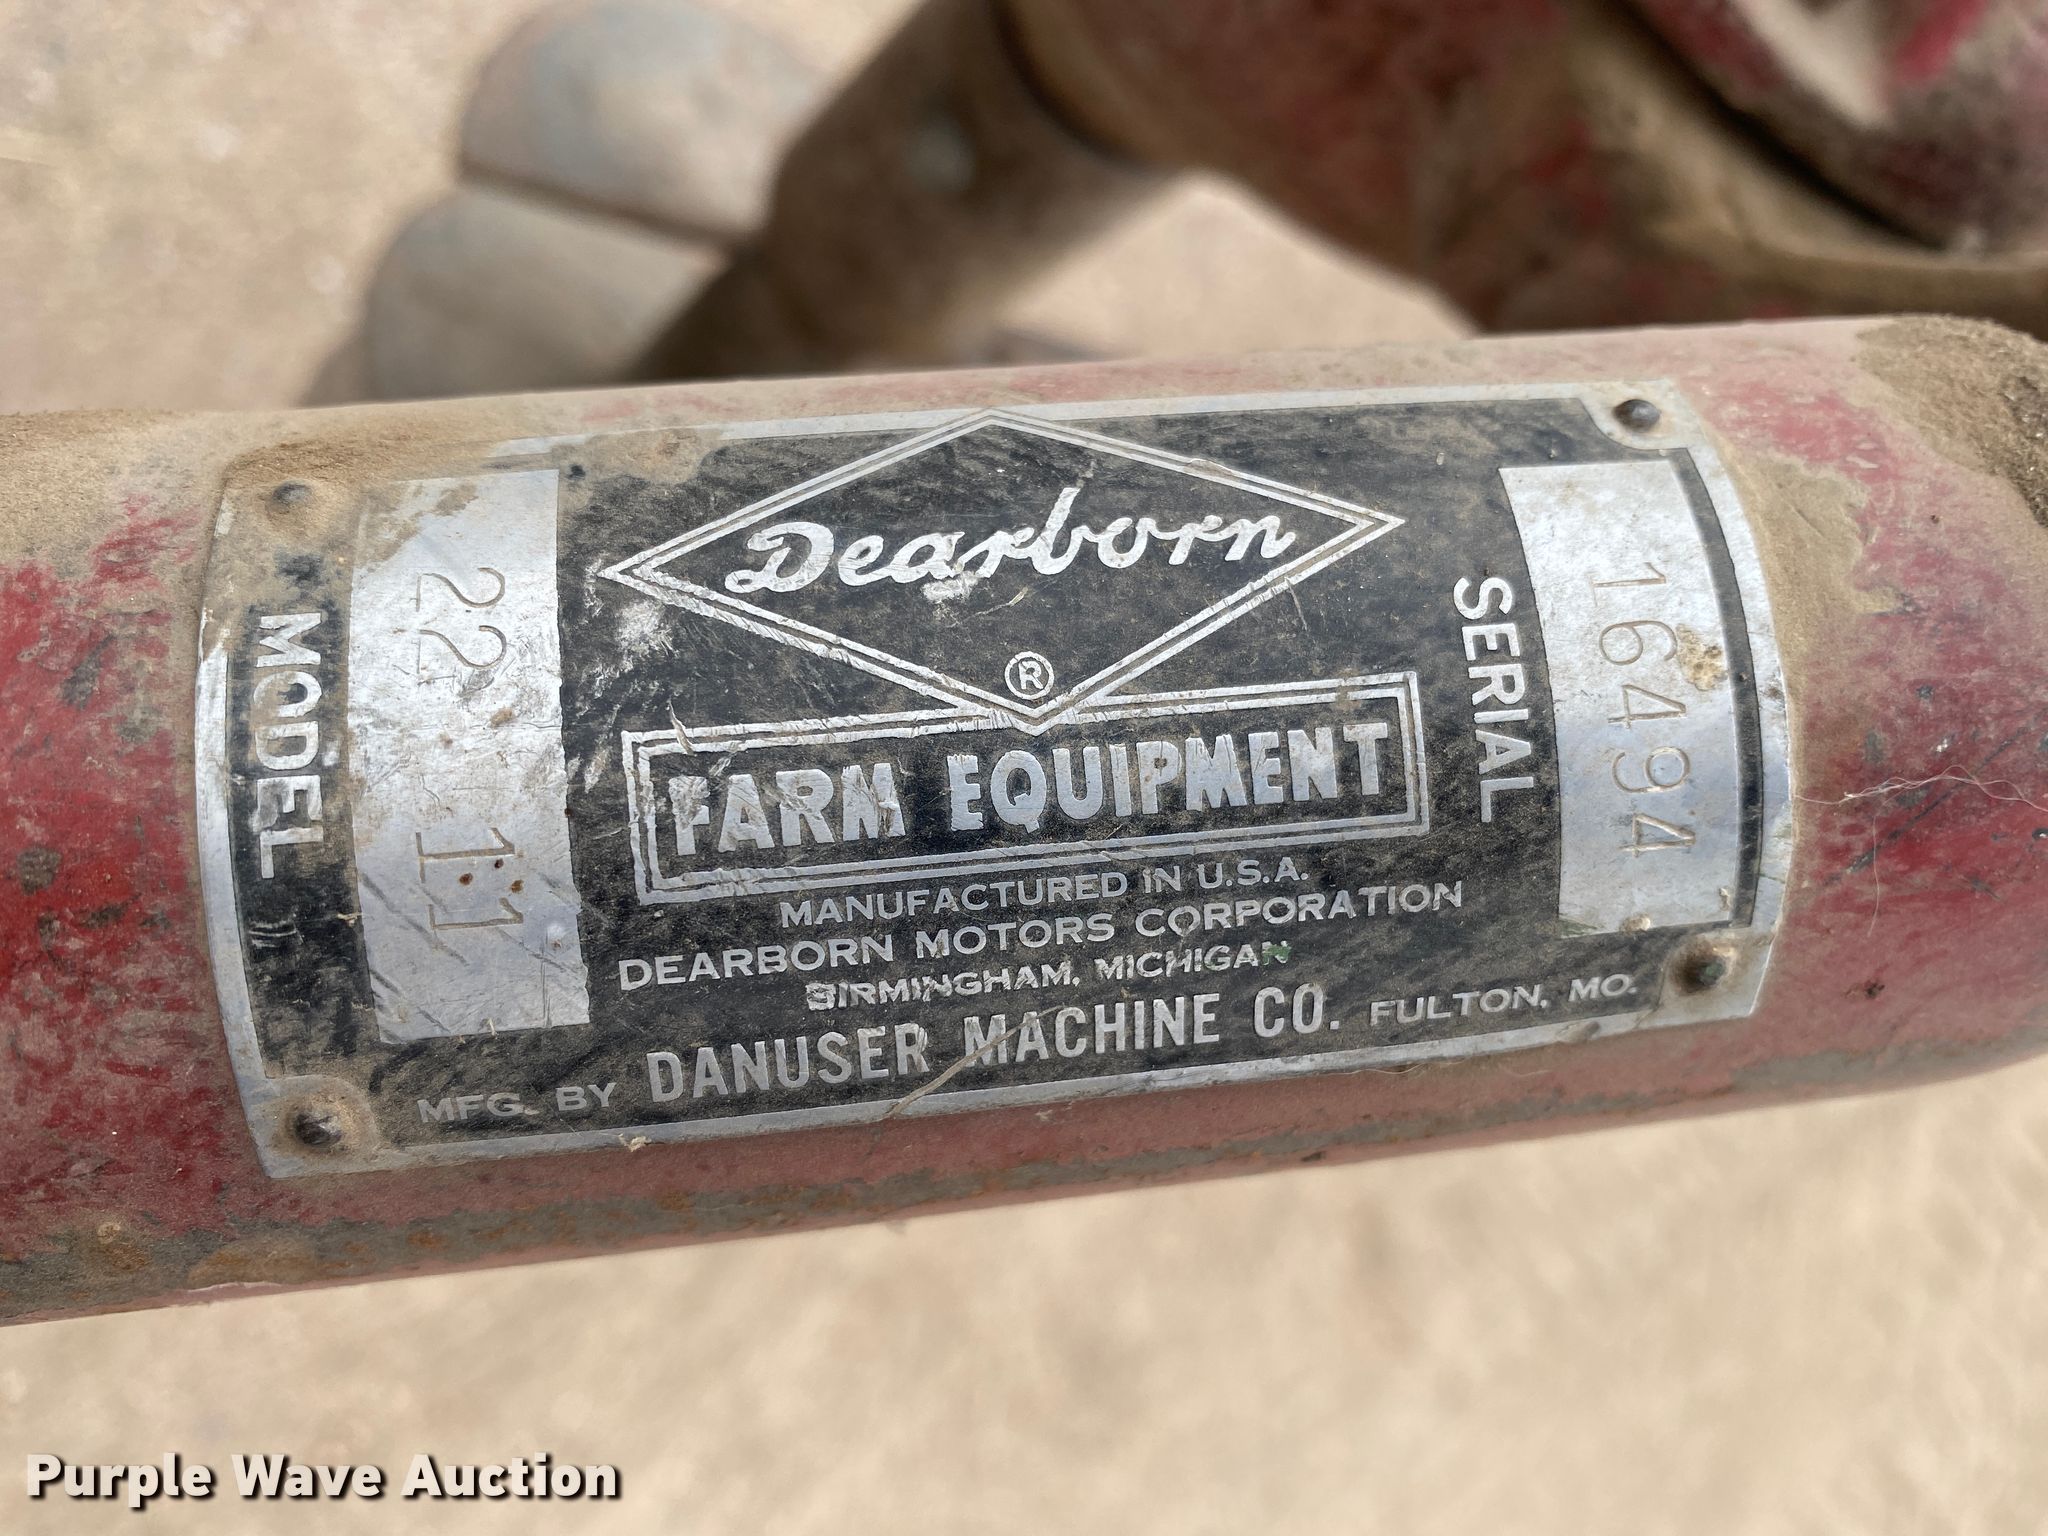 MODEL
22 11
Dearborn
®
FARM EQUIPMENT
SERIAL
16494
MANUFACTURED IN U.S.A.
DEARBORN MOTORS CORPORATION
BIRMINGHAM, MICHIGAN
MFG. BY DANUSER MACHINE CO. FULTON, MO.
Purple Wave Auction